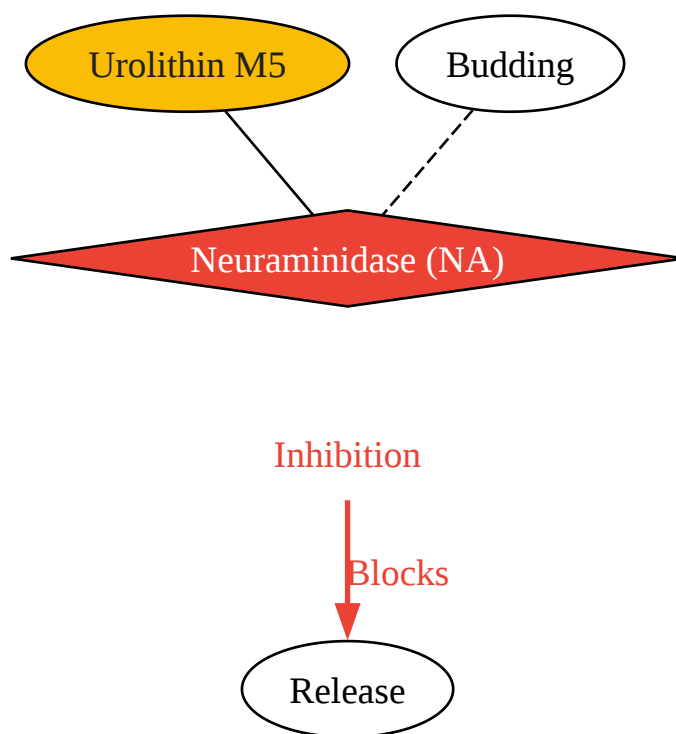 Urolithin M5
Budding
Neuraminidase (NA)
Inhibition
Blocks
Release